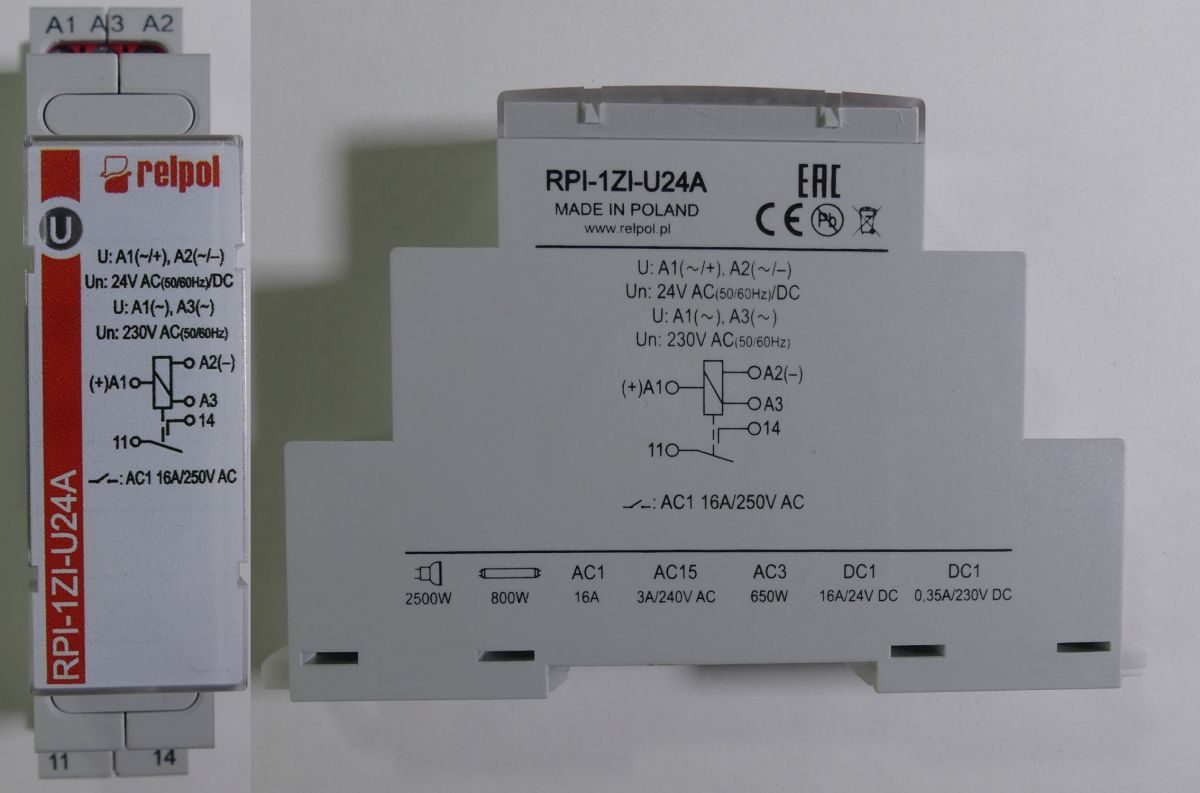 A1 A3 A2
relpol
U
U: A1(~/+), A2(~/–)
Un: 24V AC(50/60Hz)/DC
U: A1(~), A3(~)
Un: 230V AC(50/60Hz)
A2(–)
(+)A1
A3
14
11
: AC1 16A/250V AC
RPI-1ZI-U24A
11 14
RPI-1ZI-U24A
MADE IN POLAND
www.relpol.pl
EAC
CE Pb
U: A1(~/+), A2(~/–)
Un: 24V AC(50/60Hz)/DC
U: A1(~), A3(~)
Un: 230V AC(50/60Hz)
A2(–)
(+)A1
A3
14
11
: AC1 16A/250V AC
AC1 AC15 AC3 DC1 DC1
2500W 800W 16A 3A/240V AC 650W 16A/24V DC 0,35A/230V DC